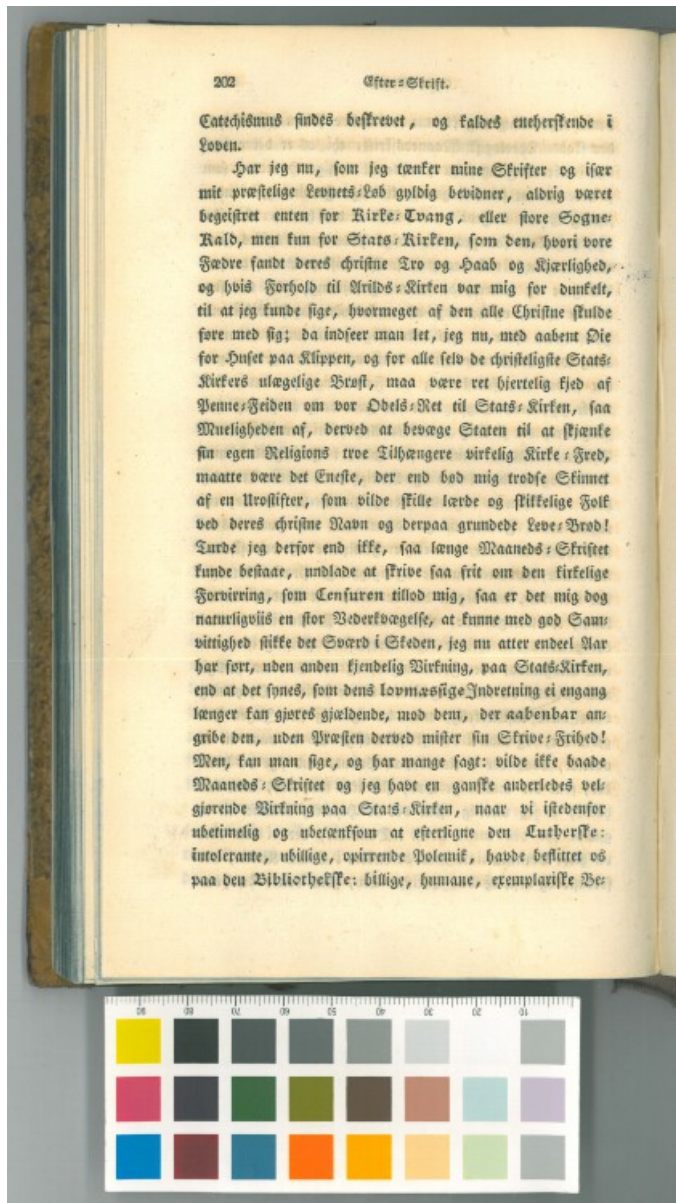 202 Efter=Skrift.
Catechismus findes beskrevet, og kaldes eneherskende i
Loven.
Har jeg nu, som jeg tænker mine Skrifter og især
mit præstelige Levnets=Løb gyldig bevidner, aldrig været
begeistret enten for Kirke=Tvang, eller store Sogne=
Kald, men kun for Stats=Kirken, som den, hvori vore
Fædre fandt deres christne Tro og Haab og Kjærlighed,
og hvis Forhold til Arilds=Kirken var mig for dunkelt,
til at jeg kunde sige, hvormeget af den alle Christne skulde
føre med sig; da indseer man let, jeg nu, med aabent Øie
for Huset paa Klippen, og for alle selv de christeligste Stats=
Kirkers ulægelige Brøst, maa være ret hjertelig kjed af
Penne=Feiden om vor Odels=Ret til Stats=Kirken, saa
Mueligheden af, derved at bevæge Staten til at skjænke
sin egen Religions troe Tilhængere virkelig Kirke=Fred,
maatte være det Eneste, der end bød mig trodse Skinnet
af en Urostifter, som vilde skille lærde og skikkelige Folk
ved deres christne Navn og derpaa grundede Leve=Brød!
Turde jeg derfor end ikke, saa længe Maaneds=Skriftet
kunde bestaae, undlade at skrive saa frit om den kirkelige
Forvirring, som Censuren tillod mig, saa er det mig dog
naturligviis en stor Vederkvægelse, at kunne med god Sam=
vittighed stikke det Sværd i Skeden, jeg nu atter endeel Aar
har ført, uden anden kjendelig Virkning, paa Stats=Kirken,
end at det synes, som dens lovmæssige Indretning ei engang
længer kan gjøres gjældende, mod dem, der aabenbar an=
gribe den, uden Præsten derved mister sin Skrive=Frihed!
Men, kan man sige, og har mange sagt: vilde ikke baade
Maaneds=Skriftet og jeg havt en ganske anderledes vel=
gjørende Virkning paa Stats=Kirken, naar vi istedenfor
ubetimelig og ubetænksom at efterligne den Lutherske:
intolerante, ubillige, opirrende Polemik, havde beflittet os
paa den Bibliothekske: billige, humane, exemplariske Be=
90 80 70 60 50 40 30 20 10